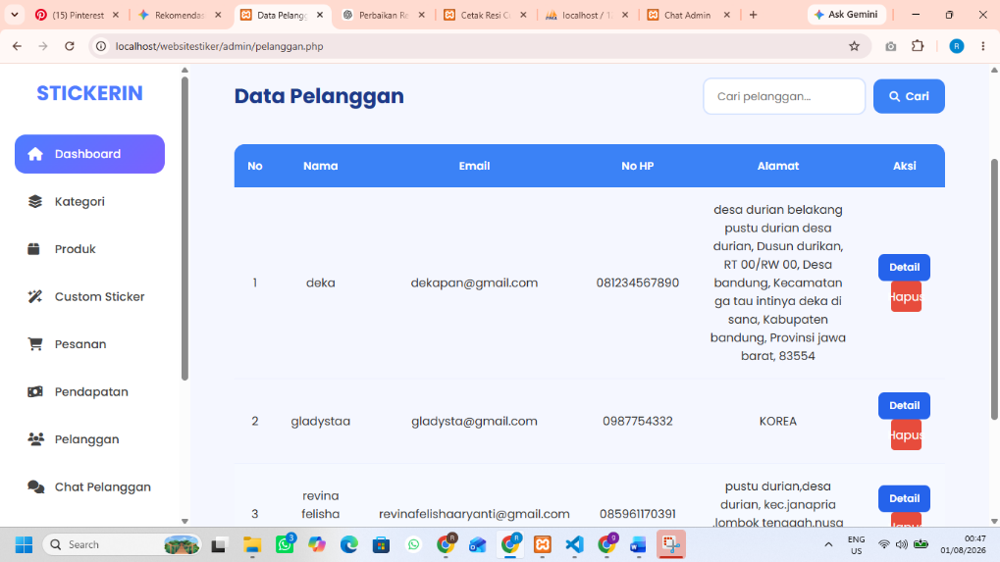 (15) Pinterest
Rekomendas
Data Pelangg
Perbaikan Re
Cetak Resi C
localhost / 1
Chat Admin
Ask Gemini
localhost/websitestiker/admin/pelanggan.php
STICKERIN
Dashboard
Kategori
Produk
Custom Sticker
Pesanan
Pendapatan
Pelanggan
Chat Pelanggan
Data Pelanggan
Cari pelanggan...
Cari
No Nama Email No HP Alamat Aksi
1 deka dekapan@gmail.com 081234567890
desa durian belakang
pustu durian desa
durian, Dusun durikan,
RT 00/RW 00, Desa
bandung, Kecamatan
ga tau intinya deka di
sana, Kabupaten
bandung, Provinsi jawa
barat, 83554
Detail
Hapus
2 gladystaa gladysta@gmail.com 0987754332 KOREA
Detail
Hapus
3
revina
felisha
revinafelishaaryanti@gmail.com 085961170391
pustu durian,desa
durian, kec.janapria
,lombok tengah,nusa
Detail
Hapus
Search
3
R
R
9
ENG
US
00:47
01/08/2026